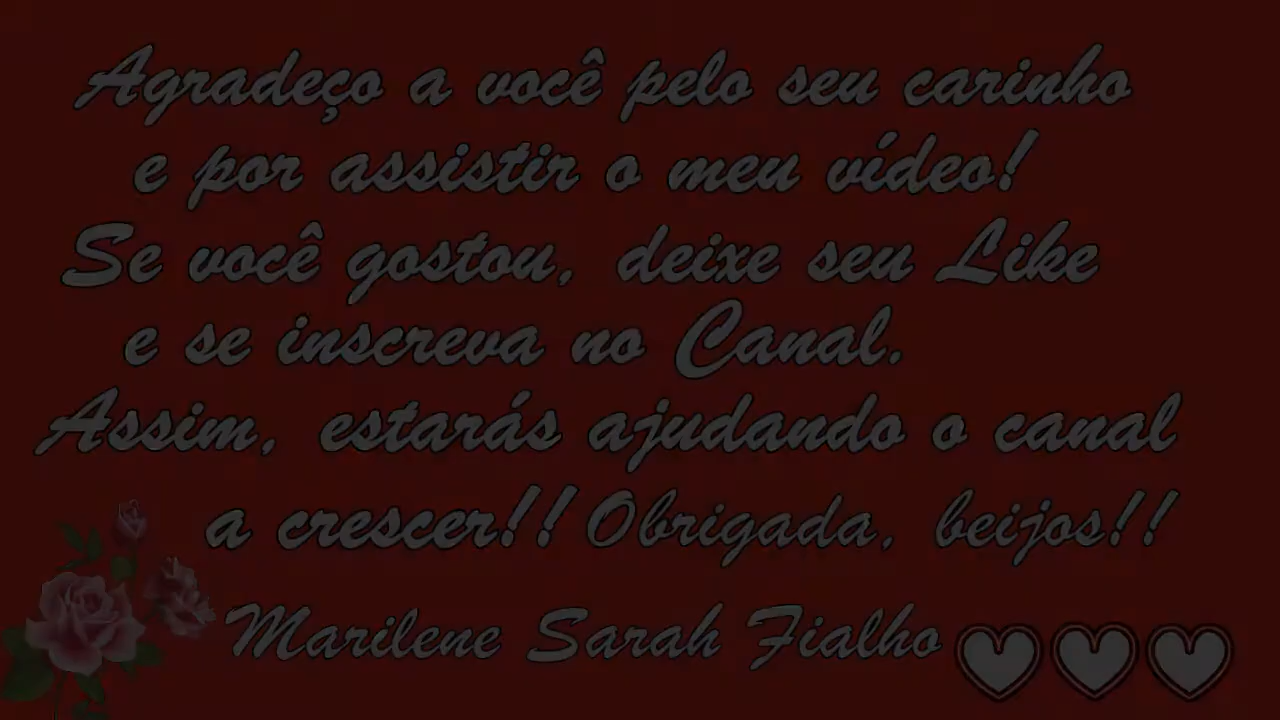 Agradeço a você pelo seu carinho
e por assistir o meu vídeo!
Se você gostou, deixe seu Like
e se inscreva no Canal.
Assim, estarás ajudando o canal
a crescer!! Obrigada, beijos!!
Marilene Sarah Fialho